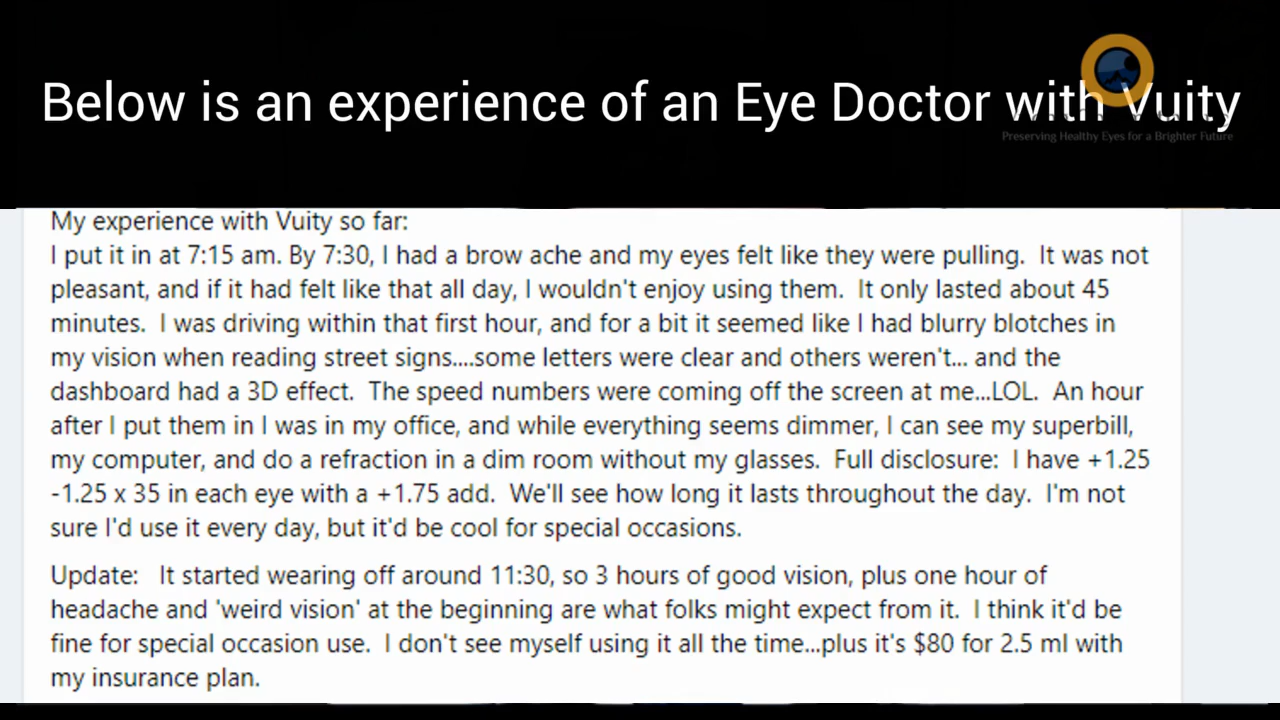 Below is an experience of an Eye Doctor with Vuity
Preserving Healthy Eyes for a Brighter Future
My experience with Vuity so far:
I put it in at 7:15 am. By 7:30, I had a brow ache and my eyes felt like they were pulling.  It was not
pleasant, and if it had felt like that all day, I wouldn't enjoy using them.  It only lasted about 45
minutes.  I was driving within that first hour, and for a bit it seemed like I had blurry blotches in
my vision when reading street signs....some letters were clear and others weren't... and the
dashboard had a 3D effect.  The speed numbers were coming off the screen at me...LOL.  An hour
after I put them in I was in my office, and while everything seems dimmer, I can see my superbill,
my computer, and do a refraction in a dim room without my glasses.  Full disclosure:  I have +1.25
-1.25 x 35 in each eye with a +1.75 add.  We'll see how long it lasts throughout the day.  I'm not
sure I'd use it every day, but it'd be cool for special occasions.
Update:   It started wearing off around 11:30, so 3 hours of good vision, plus one hour of
headache and 'weird vision' at the beginning are what folks might expect from it.  I think it'd be
fine for special occasion use.  I don't see myself using it all the time...plus it's $80 for 2.5 ml with
my insurance plan.